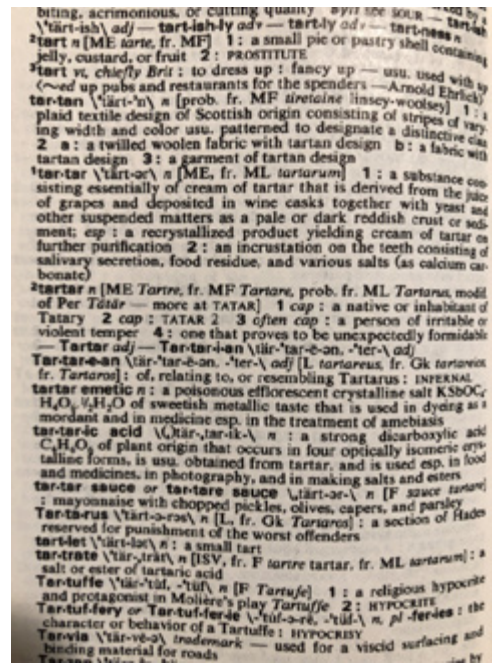 biting, acrimonious, or cutting quality syn see SOUR — tart·ish
\'tärt-ish\ adj — tart·ish·ly adv — tart·ly adv — tart·ness n
²tart n [ME tarte, fr. MF] 1 : a small pie or pastry shell containing
jelly, custard, or fruit 2 : PROSTITUTE
³tart vt, chiefly Brit : to dress up : fancy up — usu. used with up
⟨~ed up pubs and restaurants for the spenders —Arnold Ehrlich⟩
tar·tan \'tärt-ᵊn\ n [prob. fr. MF tiretaine linsey-woolsey] 1 : a
plaid textile design of Scottish origin consisting of stripes of vary-
ing width and color usu. patterned to designate a distinctive clan
2 a : a twilled woolen fabric with tartan design b : a fabric with
tartan design 3 : a garment of tartan design
¹tar·tar \'tärt-ər\ n [ME, fr. ML tartarum] 1 : a substance con-
sisting essentially of cream of tartar that is derived from the juice
of grapes and deposited in wine casks together with yeast and
other suspended matters as a pale or dark reddish crust or sedi-
ment; esp : a recrystallized product yielding cream of tartar on
further purification 2 : an incrustation on the teeth consisting of
salivary secretion, food residue, and various salts (as calcium car-
bonate)
²tartar n [ME Tartre, fr. MF Tartare, prob. fr. ML Tartarus, modif.
of Per Tātār — more at TATAR] 1 cap : a native or inhabitant of
Tatary 2 cap : TATAR 2 3 often cap : a person of irritable or
violent temper 4 : one that proves to be unexpectedly formidable
— Tartar adj — Tar·tar·i·an \tär-'tar-ē-ən, -'ter-\ adj
Tar·tar·e·an \tär-'tar-ē-ən, -'ter-\ adj [L tartareus, fr. Gk tartareios,
fr. Tartaros] : of, relating to, or resembling Tartarus : INFERNAL
tartar emetic n : a poisonous efflorescent crystalline salt KSbOC₄-
H₄O₆·½H₂O of sweetish metallic taste that is used in dyeing as a
mordant and in medicine esp. in the treatment of amebiasis
tar·tar·ic acid \(ˌ)tär-ˌtar-ik-\ n : a strong dicarboxylic acid
C₄H₆O₆ of plant origin that occurs in four optically isomeric crys-
talline forms, is usu. obtained from tartar, and is used esp. in food
and medicines, in photography, and in making salts and esters
tar·tar sauce or tar·tare sauce \ˌtärt-ər-\ n [F sauce tartare]
: mayonnaise with chopped pickles, olives, capers, and parsley
Tar·ta·rus \'tärt-ə-rəs\ n [L, fr. Gk Tartaros] : a section of Hades
reserved for punishment of the worst offenders
tart·let \'tärt-lət\ n : a small tart
tar·trate \'tär-ˌtrāt\ n [ISV, fr. F tartre tartar, fr. ML tartarum] : a
salt or ester of tartaric acid
Tar·tuffe \tär-'tu̇f, -'tüf\ n [F Tartufe] 1 : a religious hypocrite
and protagonist in Molière's play Tartuffe 2 : HYPOCRITE
Tar·tuf·fery or Tar·tuf·fer·ie \-'tu̇f-ə-rē, -'tüf-\ n, pl -fer·ies : the
character or behavior of a Tartuffe : HYPOCRISY
Tar·via \'tär-vē-ə\ trademark — used for a viscid surfacing and
binding material for roads